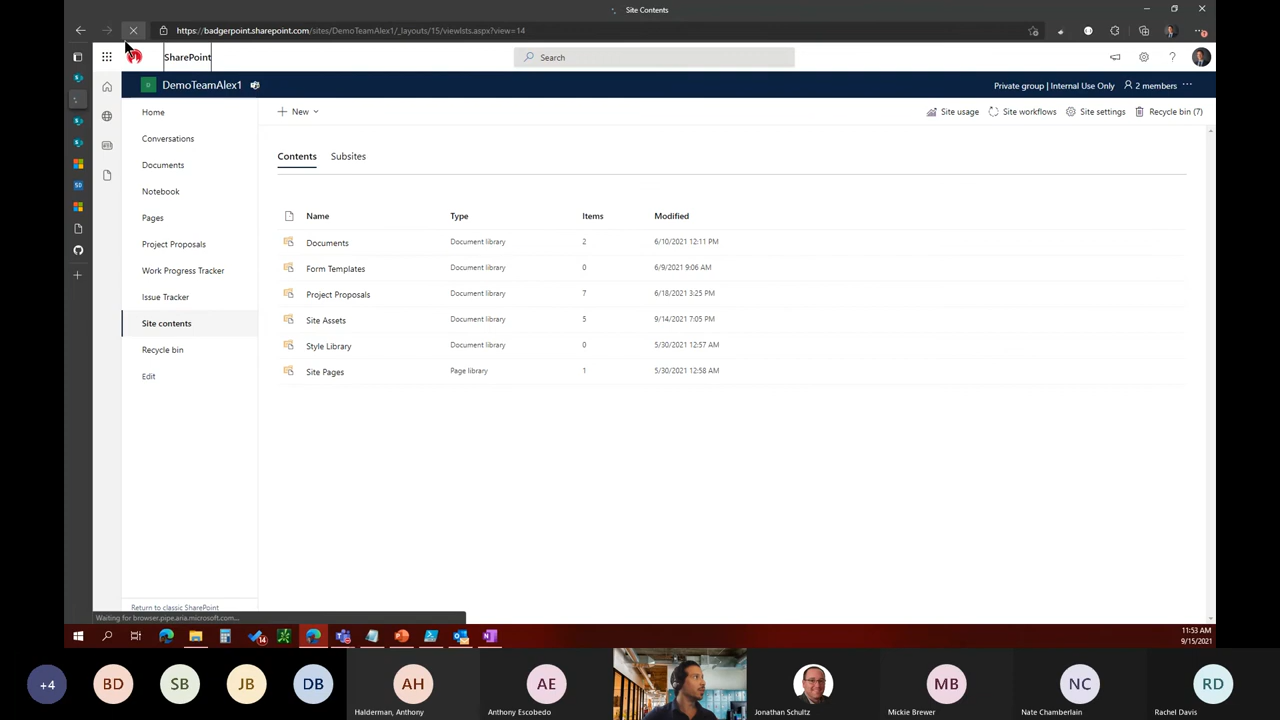 Site Contents
https://badgerpoint.sharepoint.com/sites/DemoTeamAlex1/_layouts/15/viewlsts.aspx?view=14
SharePoint
Search
D
DemoTeamAlex1
Private group | Internal Use Only
2 members
Home
Conversations
Documents
Notebook
Pages
Project Proposals
Work Progress Tracker
Issue Tracker
Site contents
Recycle bin
Edit
New
Site usage
Site workflows
Site settings
Recycle bin (7)
Contents
Subsites
Name Type Items Modified
Documents Document library 2 6/10/2021 12:11 PM
Form Templates Document library 0 6/9/2021 9:06 AM
Project Proposals Document library 7 6/18/2021 3:25 PM
Site Assets Document library 5 9/14/2021 7:05 PM
Style Library Document library 0 5/30/2021 12:57 AM
Site Pages Page library 1 5/30/2021 12:58 AM
Return to classic SharePoint
Waiting for browser.pipe.aria.microsoft.com...
14
11:53 AM
9/15/2021
+4
BD
SB
JB
DB
AH
Halderman, Anthony
AE
Anthony Escobedo
Jonathan Schultz
MB
Mickie Brewer
NC
Nate Chamberlain
RD
Rachel Davis